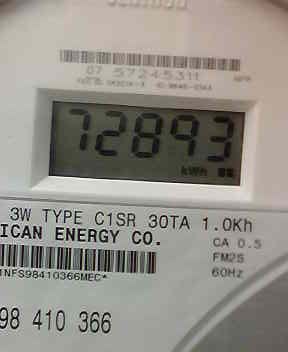 07 57245311
72893
kWh
3W TYPE C1SR 30TA 1.0Kh
ICAN ENERGY CO.
CA 0.5
FM2S
60Hz
1NFS98410366MEC*
98 410 366